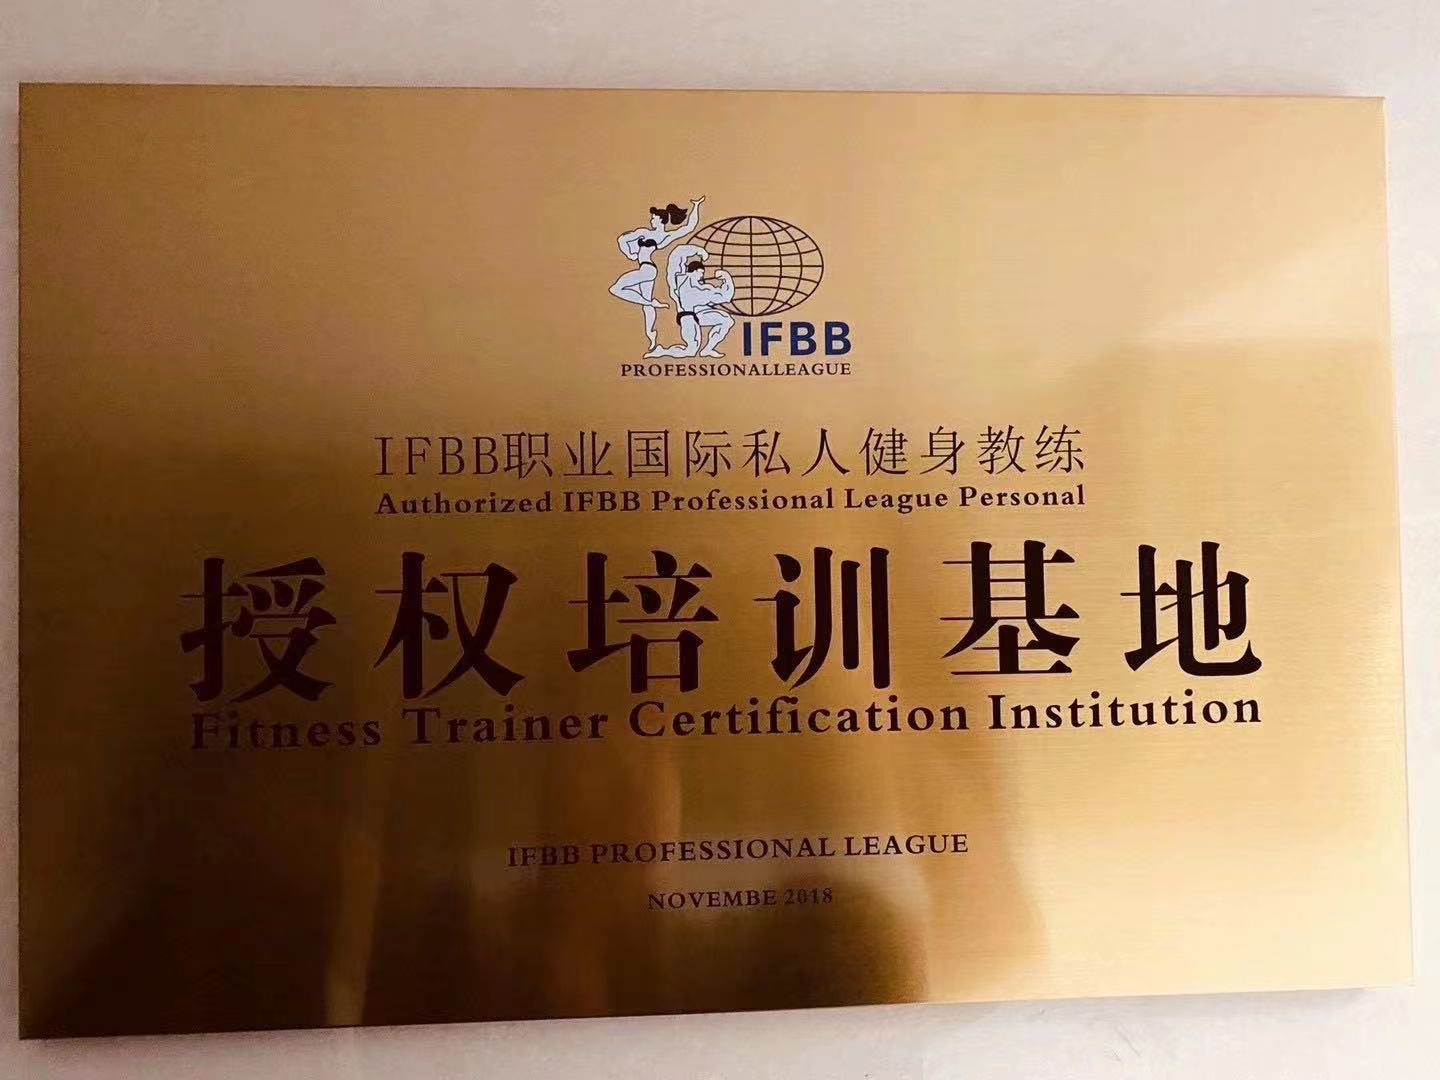 IFBB
PROFESSIONALLEAGUE
IFBB职业国际私人健身教练
Authorized IFBB Professional League Personal
授权培训基地
Fitness Trainer Certification Institution
IFBB PROFESSIONAL LEAGUE
NOVEMBE 2018